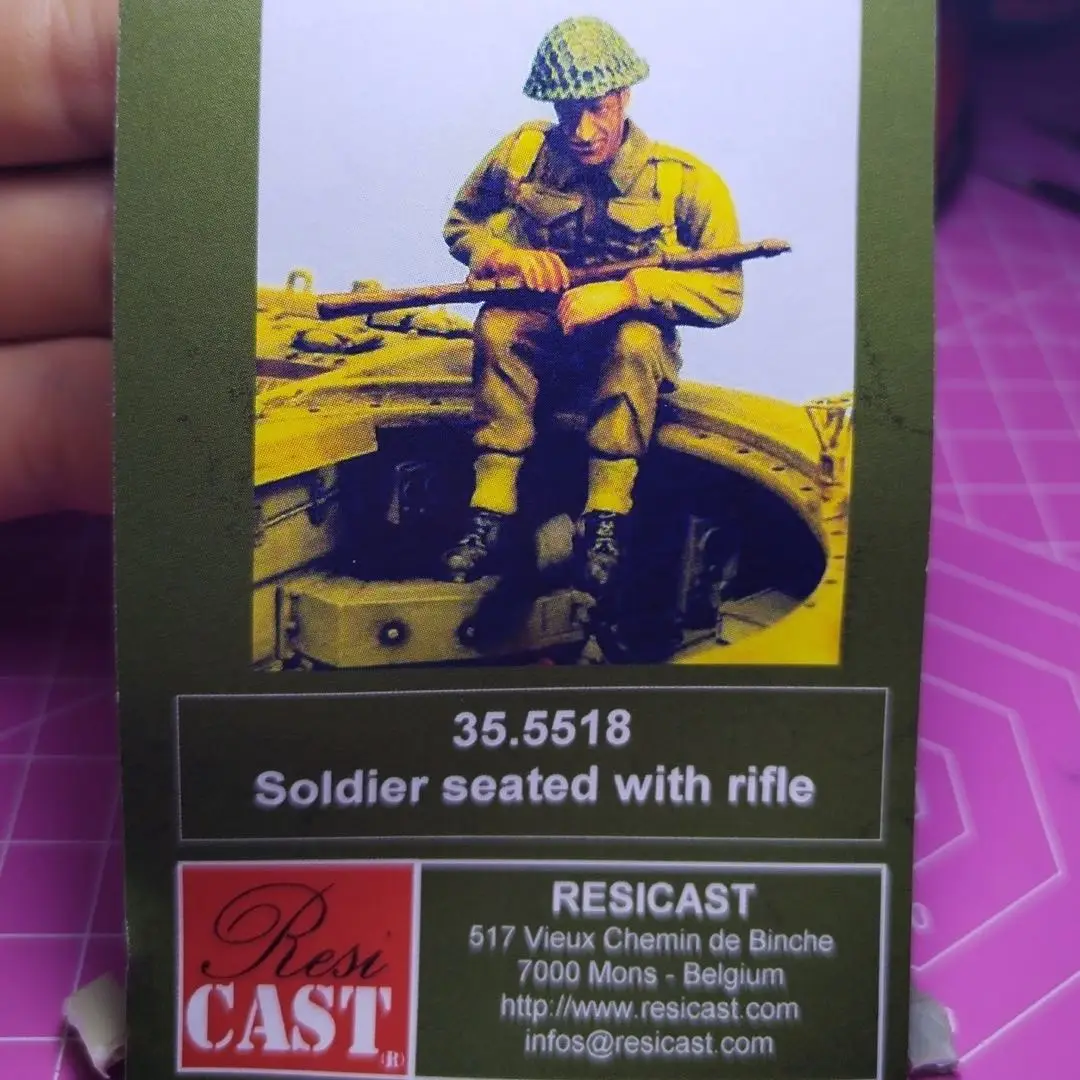 35.5518
Soldier seated with rifle
Resi
CAST
(R)
RESICAST
517 Vieux Chemin de Binche
7000 Mons - Belgium
http://www.resicast.com
infos@resicast.com